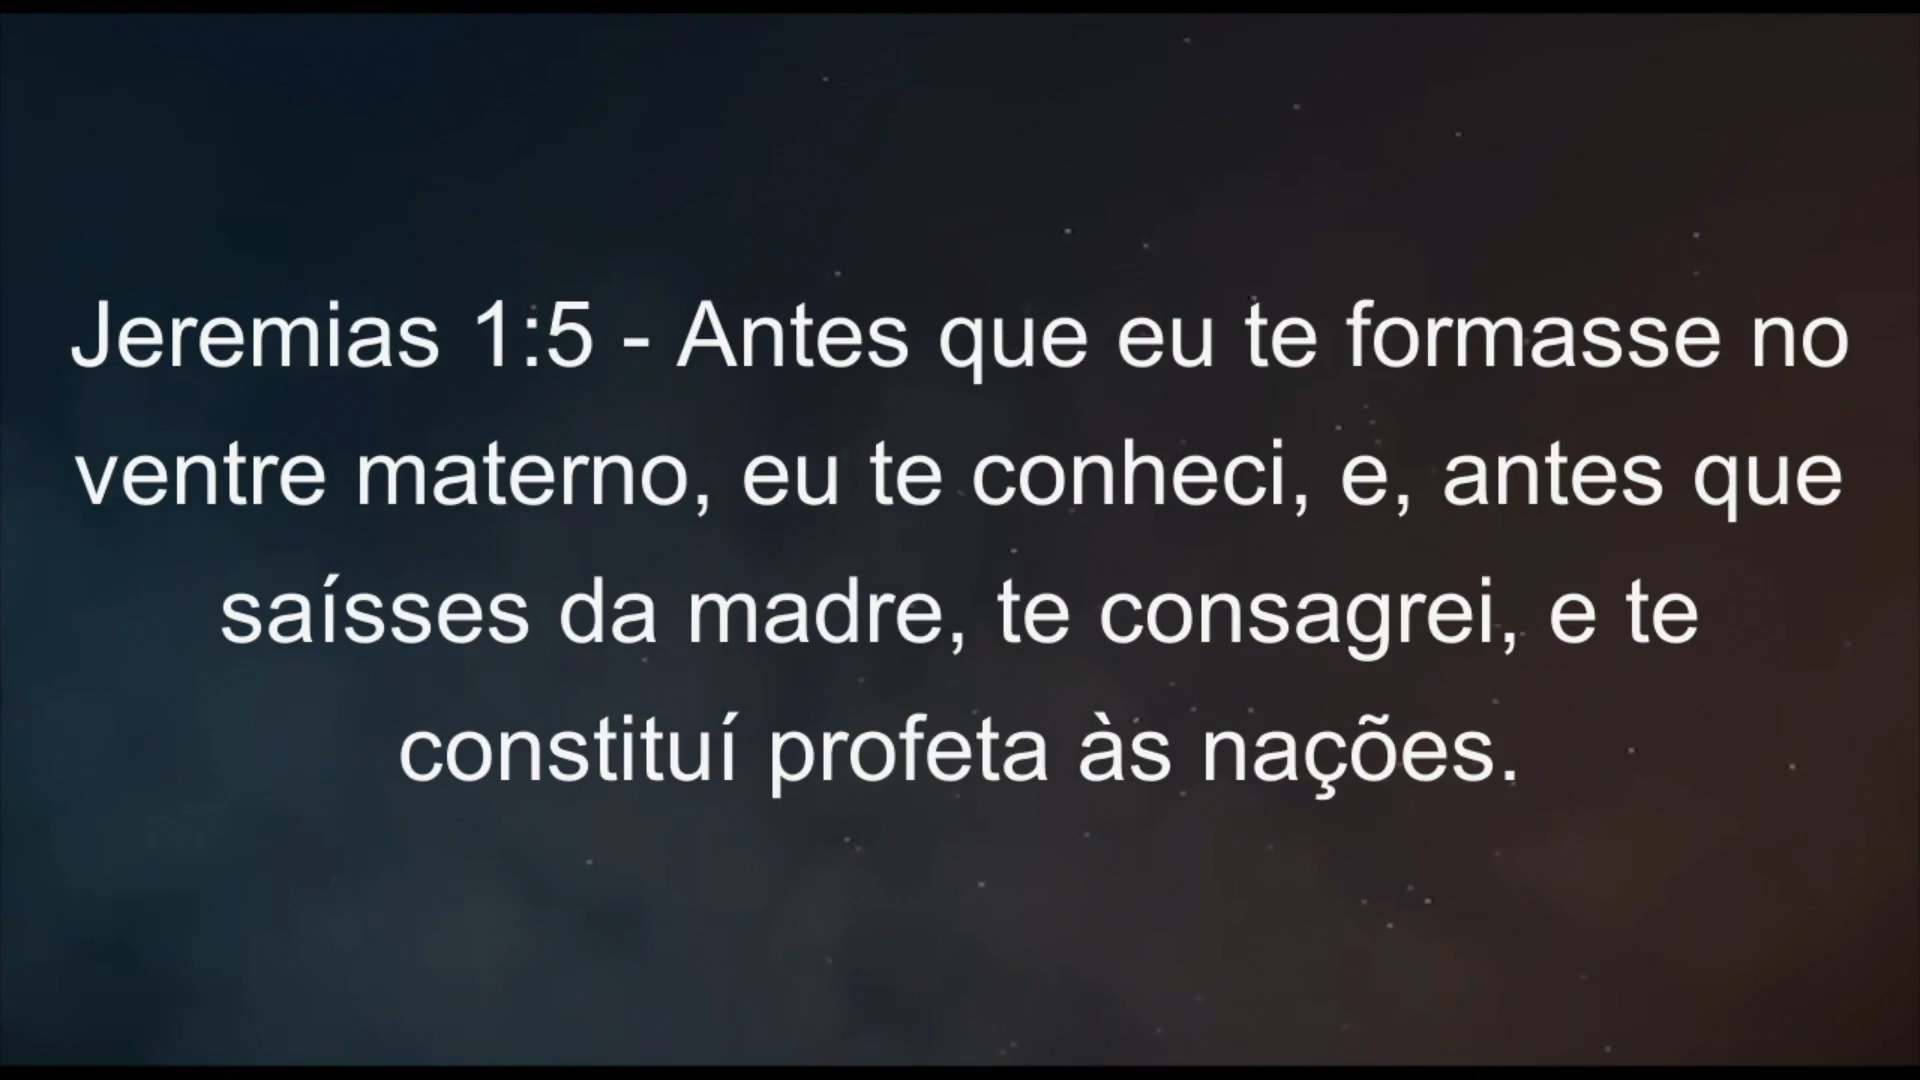 Jeremias 1:5 - Antes que eu te formasse no
ventre materno, eu te conheci, e, antes que
saísses da madre, te consagrei, e te
constituí profeta às nações.